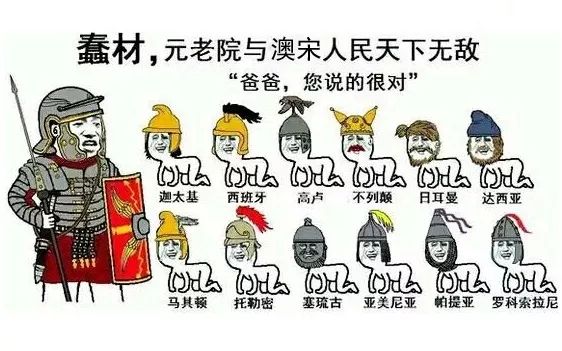 蠢材，元老院与澳宋人民天下无敌
“爸爸，您说的很对”
迦太基 西班牙 高卢 不列颠 日耳曼 达西亚
马其顿 托勒密 塞琉古 亚美尼亚 帕提亚 罗科索拉尼